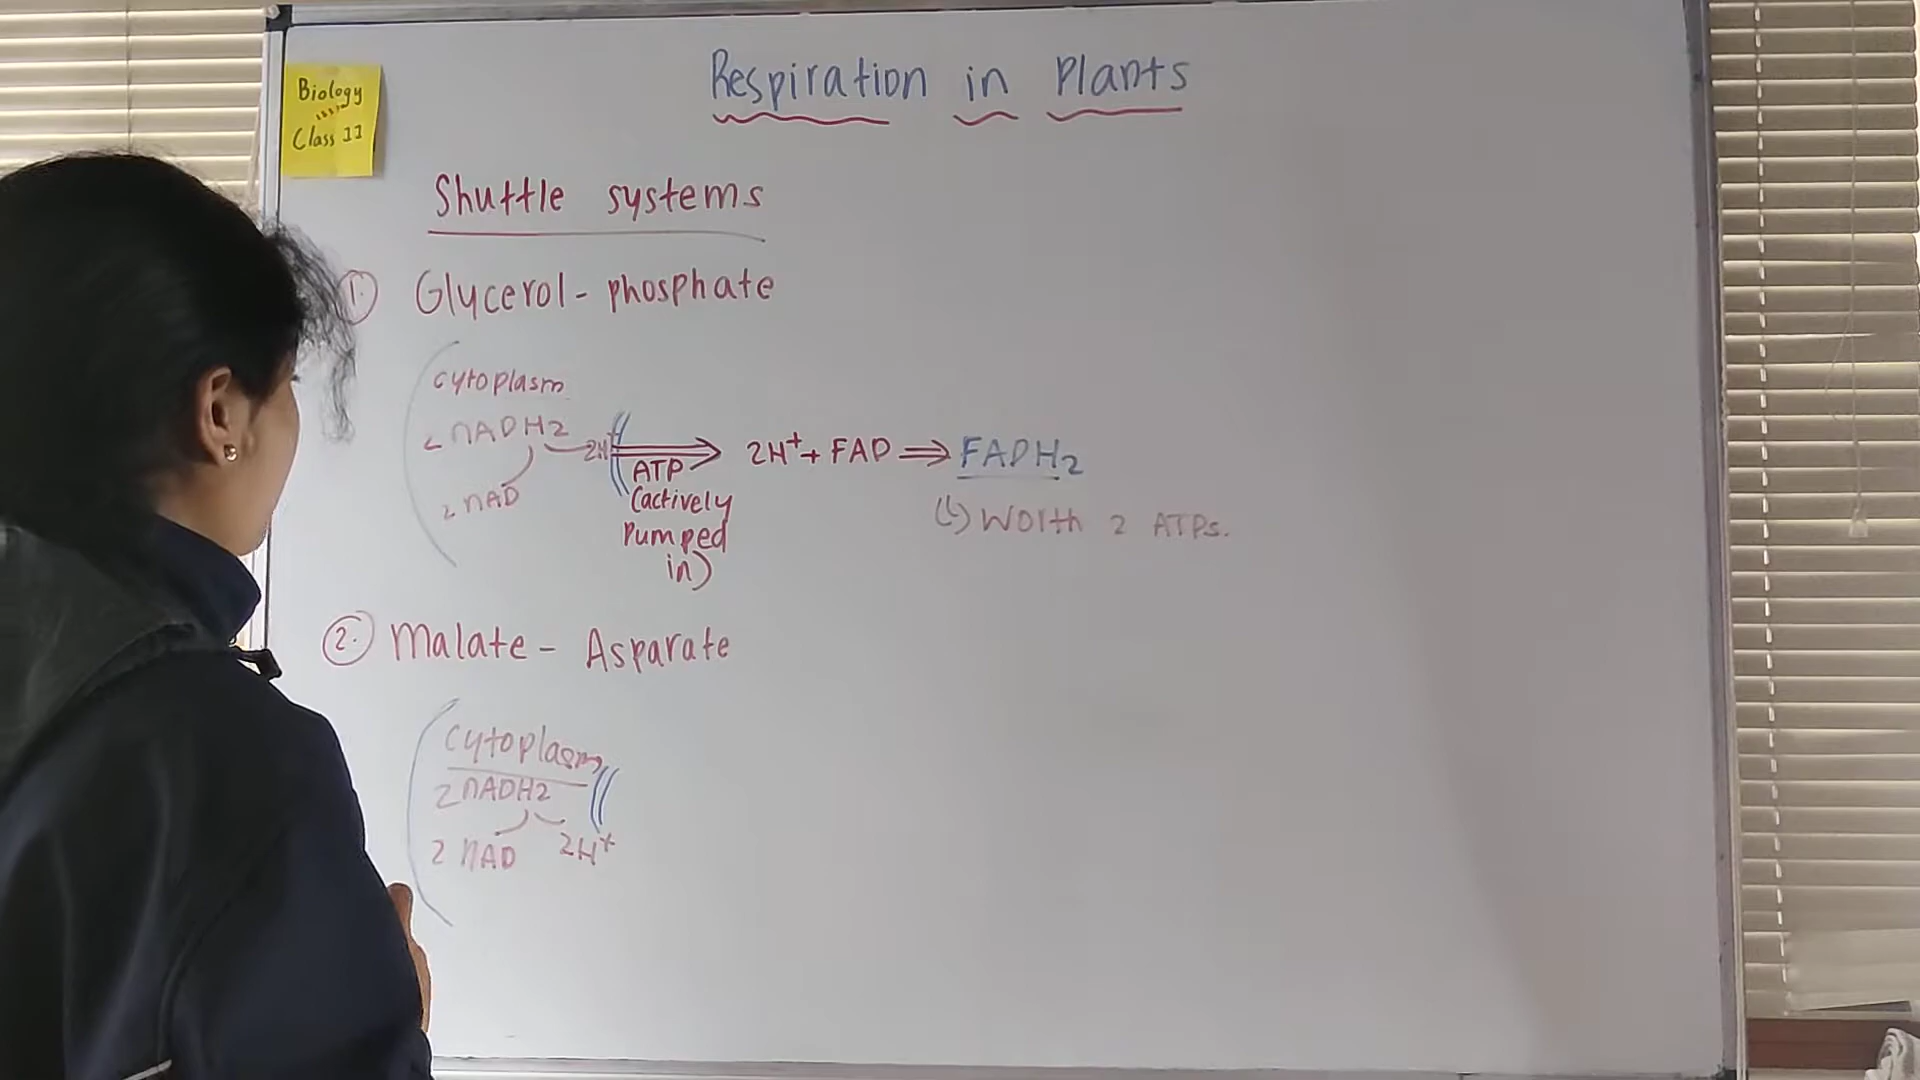 Respiration in Plants
Biology
Class 11
Shuttle systems
1. Glycerol - phosphate
cytoplasm
2 NADH2
2H+
2 NAD
ATP
(actively
Pumped
in)
2H+ + FAD ⇒ FADH2
(↳) Worth 2 ATPs.
2. Malate - Asparate
Cytoplasm
2 NADH2
2 NAD 2H+